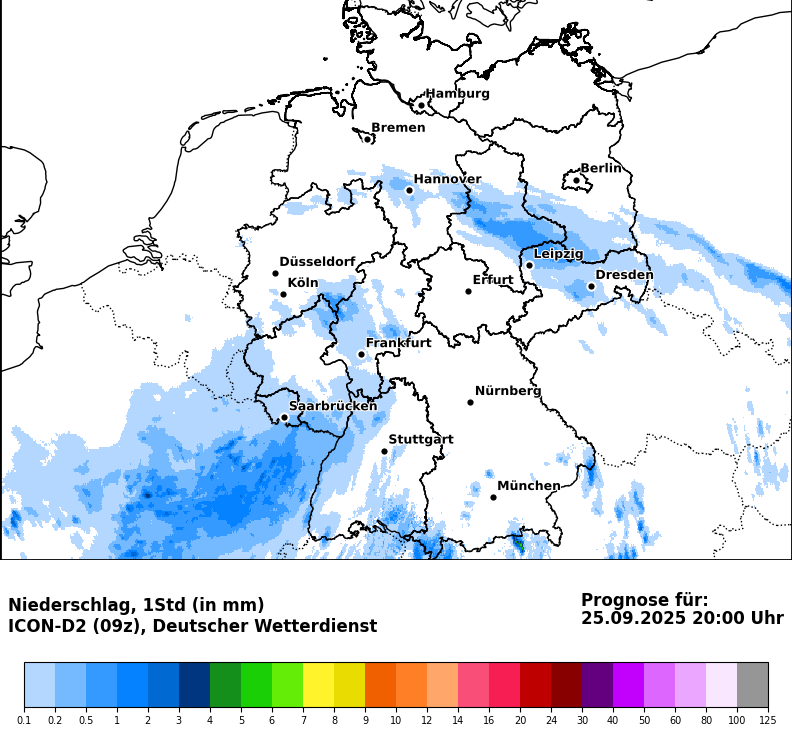 Hamburg
Bremen
Berlin
Hannover
Leipzig
Düsseldorf
Dresden
Köln
Erfurt
Frankfurt
Nürnberg
Saarbrücken
Stuttgart
München
Niederschlag, 1Std (in mm)
ICON-D2 (09z), Deutscher Wetterdienst
Prognose für:
25.09.2025 20:00 Uhr
0.1 0.2 0.5 1 2 3 4 5 6 7 8 9 10 12 14 16 20 24 30 40 50 60 80 100 125